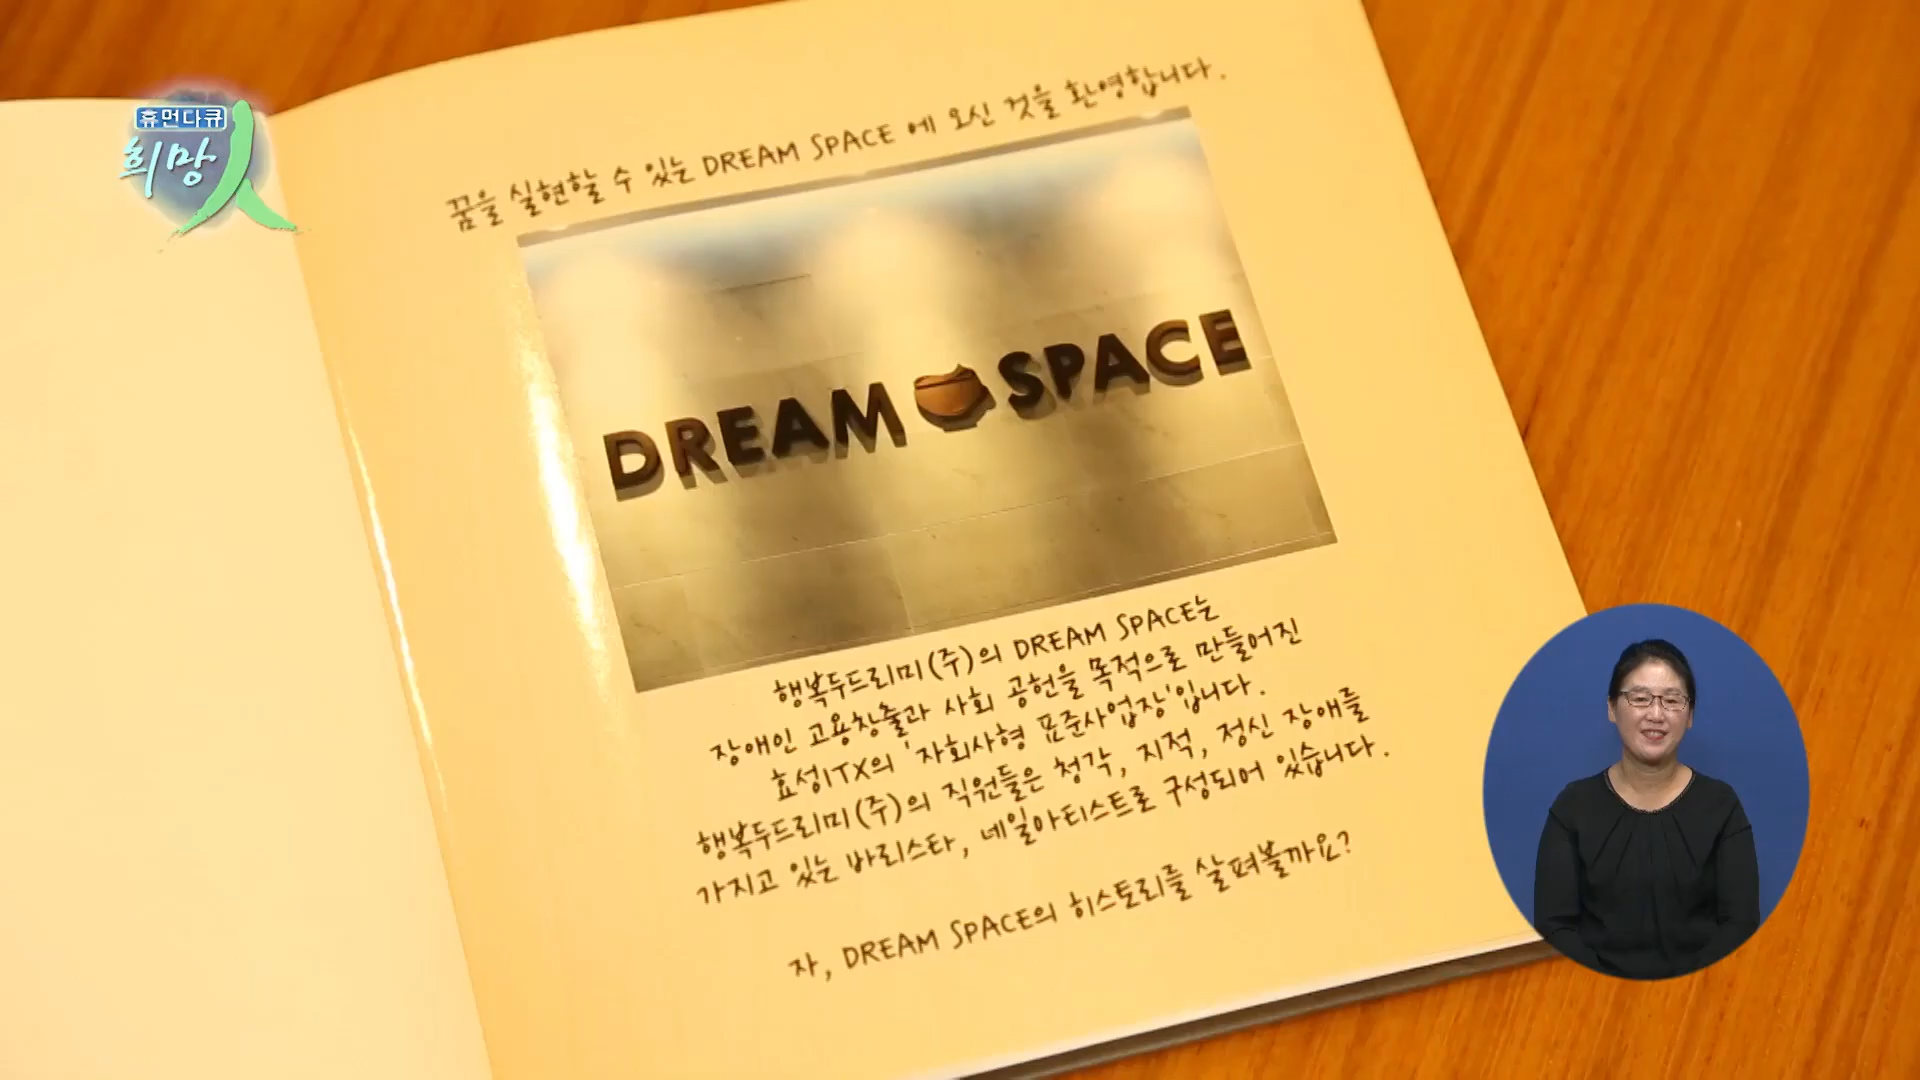 휴먼다큐
희망人
꿈을 실현할 수 있는 DREAM SPACE 에 오신 것을 환영합니다.
DREAM SPACE
행복두드리미(주)의 DREAM SPACE는
장애인 고용창출과 사회 공헌을 목적으로 만들어진
효성ITX의 '자회사형 표준사업장'입니다.
행복두드리미(주)의 직원들은 청각, 지적, 정신 장애를
가지고 있는 바리스타, 네일아티스트로 구성되어 있습니다.
자, DREAM SPACE의 히스토리를 살펴볼까요?